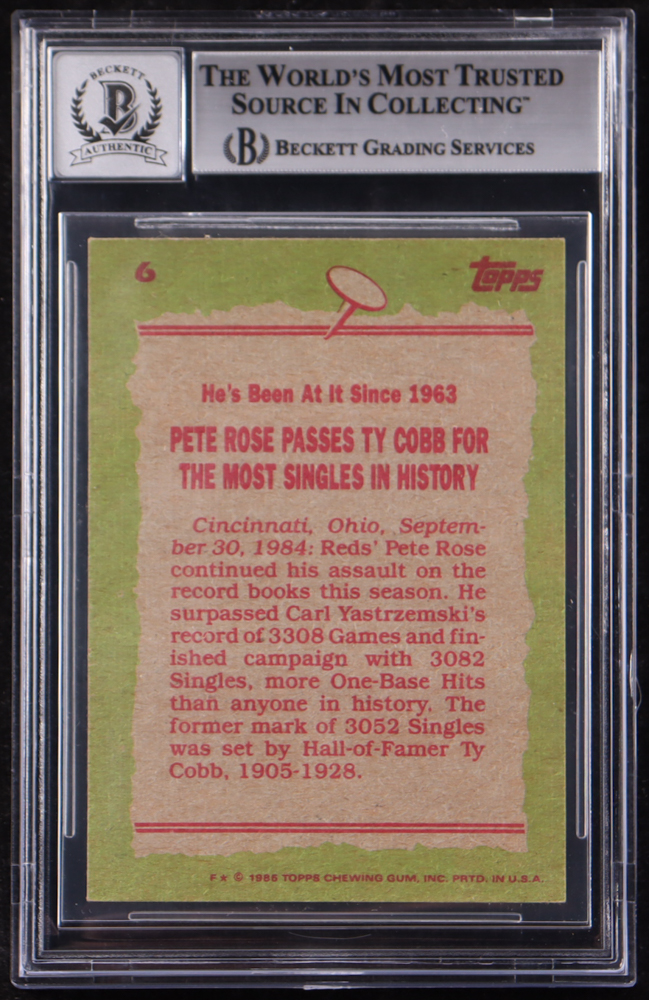 BECKETT
B
AUTHENTIC
THE WORLD'S MOST TRUSTED
SOURCE IN COLLECTING™
B BECKETT GRADING SERVICES
6
topps
He's Been At It Since 1963
PETE ROSE PASSES TY COBB FOR
THE MOST SINGLES IN HISTORY
Cincinnati, Ohio, Septem-
ber 30, 1984: Reds' Pete Rose
continued his assault on the
record books this season. He
surpassed Carl Yastrzemski's
record of 3308 Games and fin-
ished campaign with 3082
Singles, more One-Base Hits
than anyone in history. The
former mark of 3052 Singles
was set by Hall-of-Famer Ty
Cobb, 1905-1928.
F★ © 1985 TOPPS CHEWING GUM, INC. PRTD. IN U.S.A.